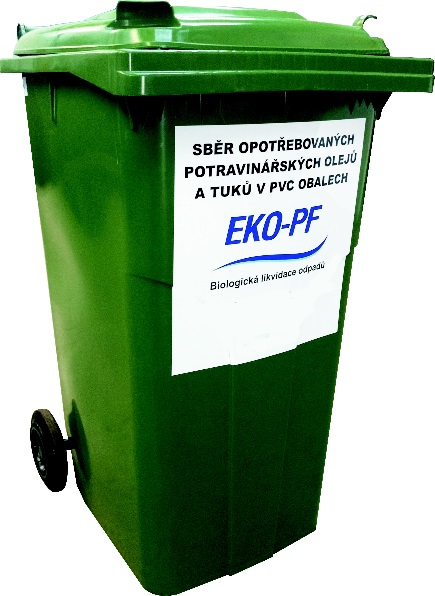 SBĚR OPOTŘEBOVANÝCH
POTRAVINÁŘSKÝCH OLEJŮ
A TUKŮ V PVC OBALECH
EKO-PF
Biologická likvidace odpadů